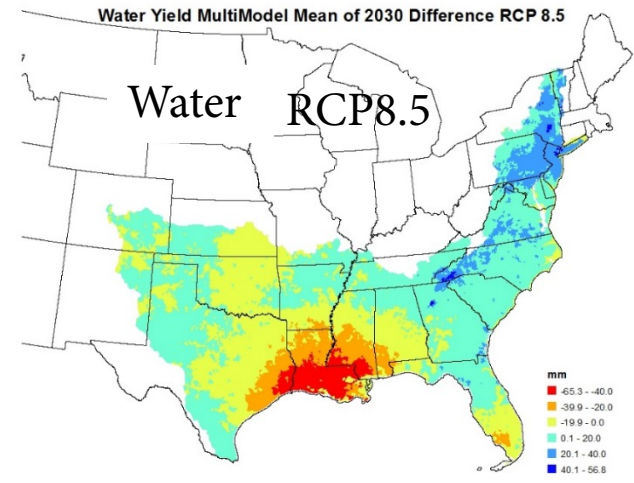 Water Yield MultiModel Mean of 2030 Difference RCP 8.5
Water RCP8.5
mm
-65.3 - -40.0
-39.9 - -20.0
-19.9 - 0.0
0.1 - 20.0
20.1 - 40.0
40.1 - 56.8